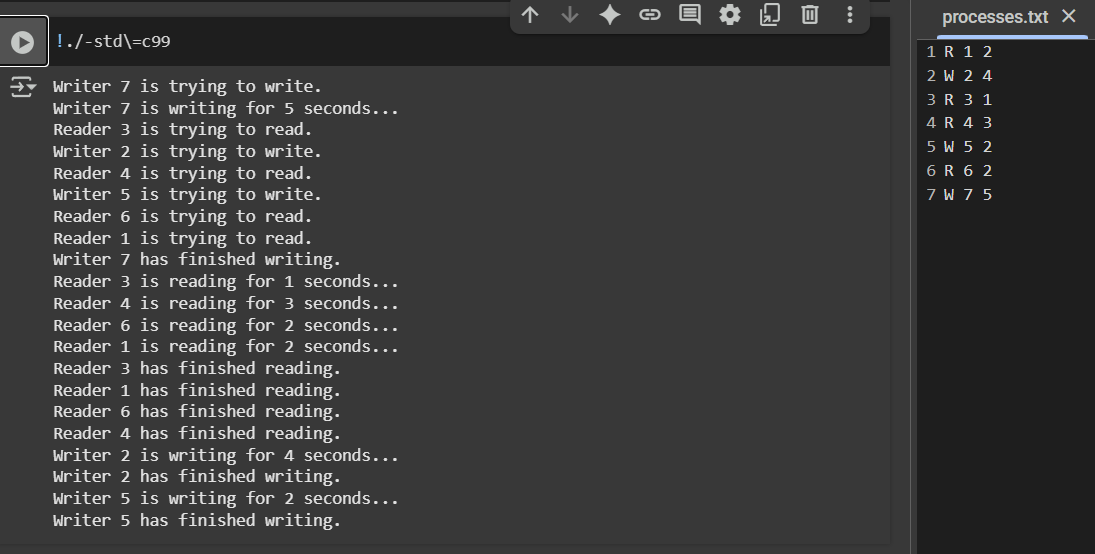 !./-std\=c99
Writer 7 is trying to write.
Writer 7 is writing for 5 seconds...
Reader 3 is trying to read.
Writer 2 is trying to write.
Reader 4 is trying to read.
Writer 5 is trying to write.
Reader 6 is trying to read.
Reader 1 is trying to read.
Writer 7 has finished writing.
Reader 3 is reading for 1 seconds...
Reader 4 is reading for 3 seconds...
Reader 6 is reading for 2 seconds...
Reader 1 is reading for 2 seconds...
Reader 3 has finished reading.
Reader 1 has finished reading.
Reader 6 has finished reading.
Reader 4 has finished reading.
Writer 2 is writing for 4 seconds...
Writer 2 has finished writing.
Writer 5 is writing for 2 seconds...
Writer 5 has finished writing.
processes.txt
1 R 1 2
2 W 2 4
3 R 3 1
4 R 4 3
5 W 5 2
6 R 6 2
7 W 7 5